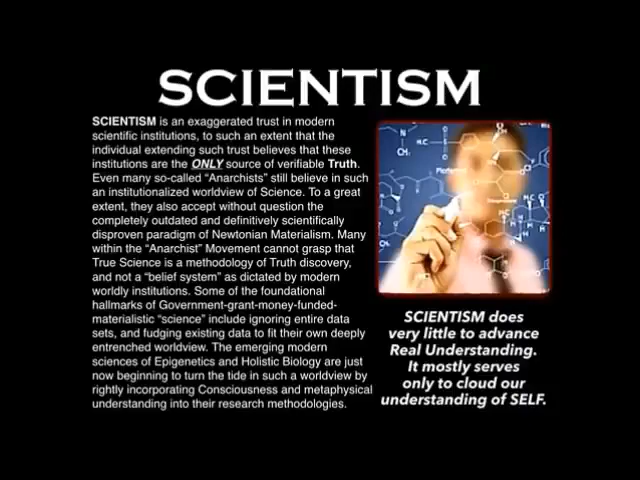 SCIENTISM
SCIENTISM is an exaggerated trust in modern
scientific institutions, to such an extent that the
individual extending such trust believes that these
institutions are the ONLY source of verifiable Truth.
Even many so-called "Anarchists" still believe in such
an institutionalized worldview of Science. To a great
extent, they also accept without question the
completely outdated and definitively scientifically
disproven paradigm of Newtonian Materialism. Many
within the "Anarchist" Movement cannot grasp that
True Science is a methodology of Truth discovery,
and not a "belief system" as dictated by modern
worldly institutions. Some of the foundational
hallmarks of Government-grant-money-funded-
materialistic "science" include ignoring entire data
sets, and fudging existing data to fit their own deeply
entrenched worldview. The emerging modern
sciences of Epigenetics and Holistic Biology are just
now beginning to turn the tide in such a worldview by
rightly incorporating Consciousness and metaphysical
understanding into their research methodologies.
SCIENTISM does
very little to advance
Real Understanding.
It mostly serves
only to cloud our
understanding of SELF.